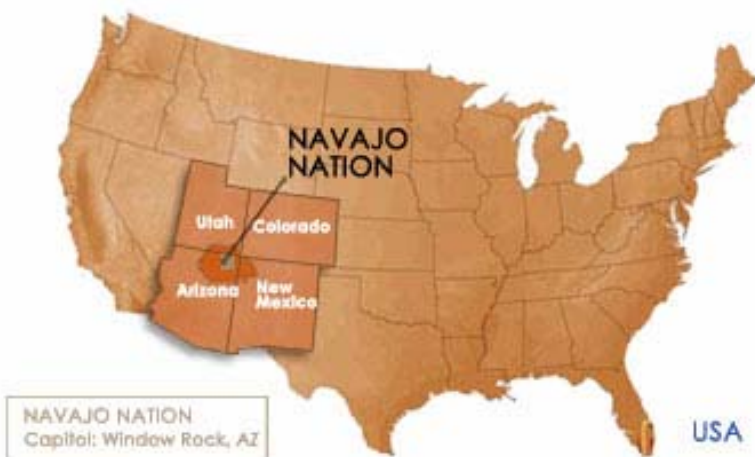 NAVAJO
NATION
Utah
Colorado
Arizona
New
Mexico
NAVAJO NATION
Capitol: Window Rock, AZ
USA